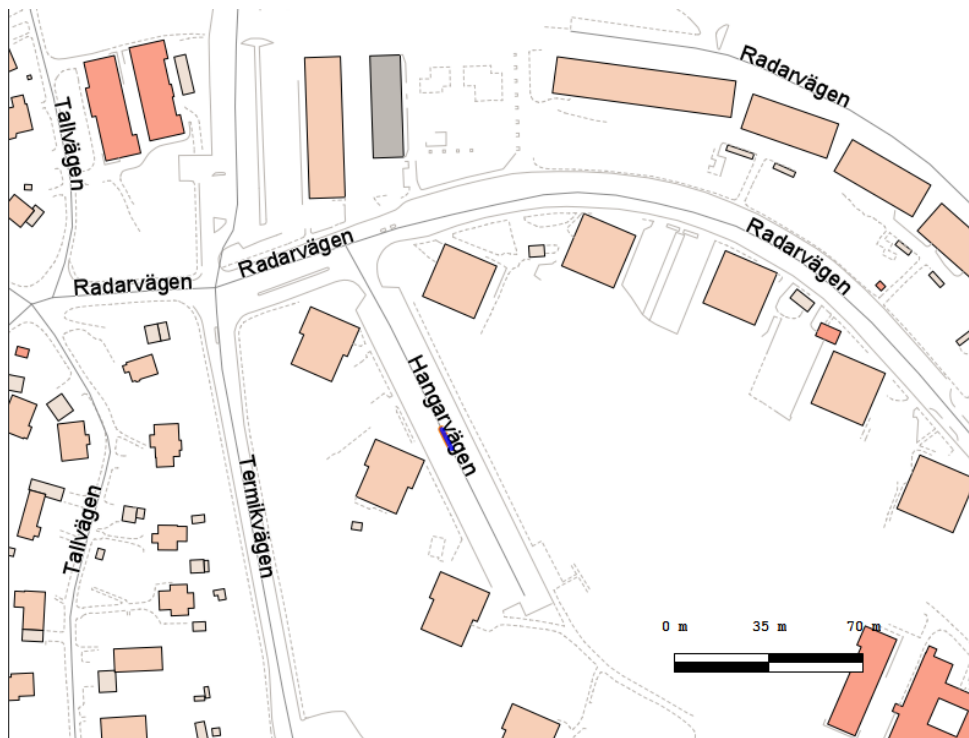 Radarvägen
Tallvägen
Radarvägen
Radarvägen
Radarvägen
Hangarvägen
Termikvägen
Tallvägen
0 m 35 m 70 m